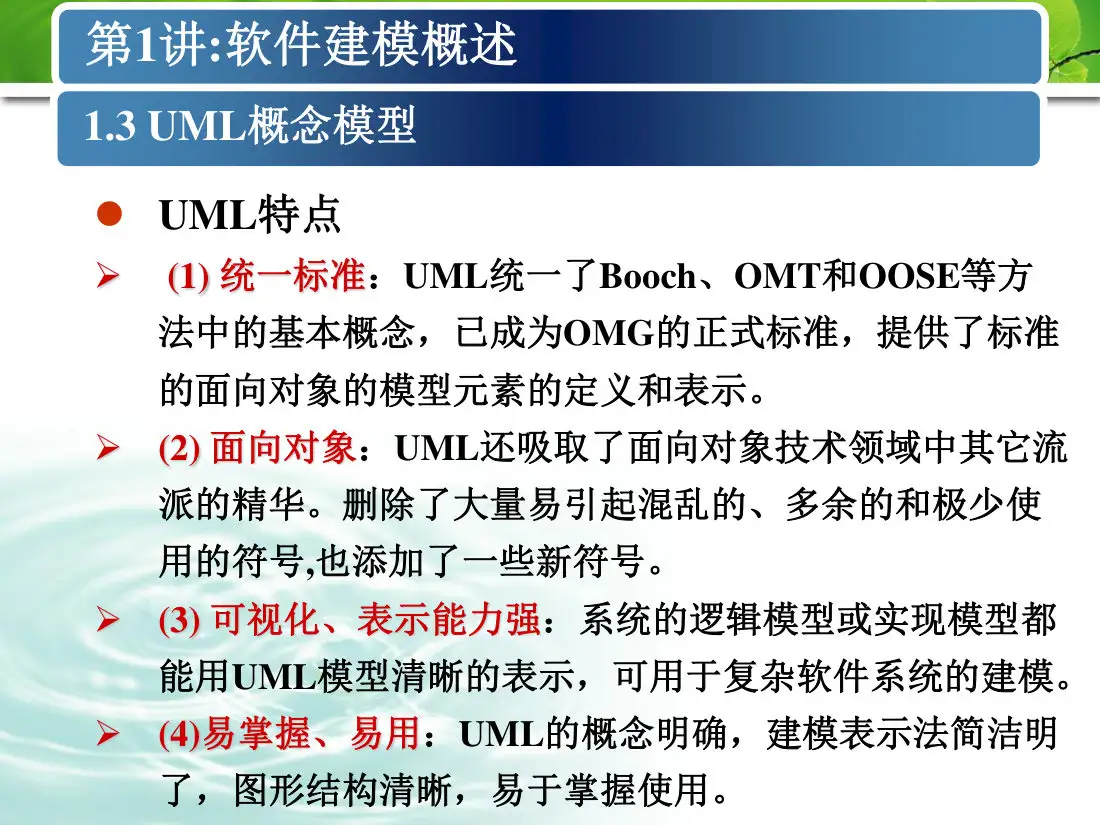 第1讲:软件建模概述
1.3 UML概念模型
UML特点
(1) 统一标准：UML统一了Booch、OMT和OOSE等方
法中的基本概念，已成为OMG的正式标准，提供了标准
的面向对象的模型元素的定义和表示。
(2) 面向对象：UML还吸取了面向对象技术领域中其它流
派的精华。删除了大量易引起混乱的、多余的和极少使
用的符号,也添加了一些新符号。
(3) 可视化、表示能力强：系统的逻辑模型或实现模型都
能用UML模型清晰的表示，可用于复杂软件系统的建模。
(4)易掌握、易用：UML的概念明确，建模表示法简洁明
了，图形结构清晰，易于掌握使用。